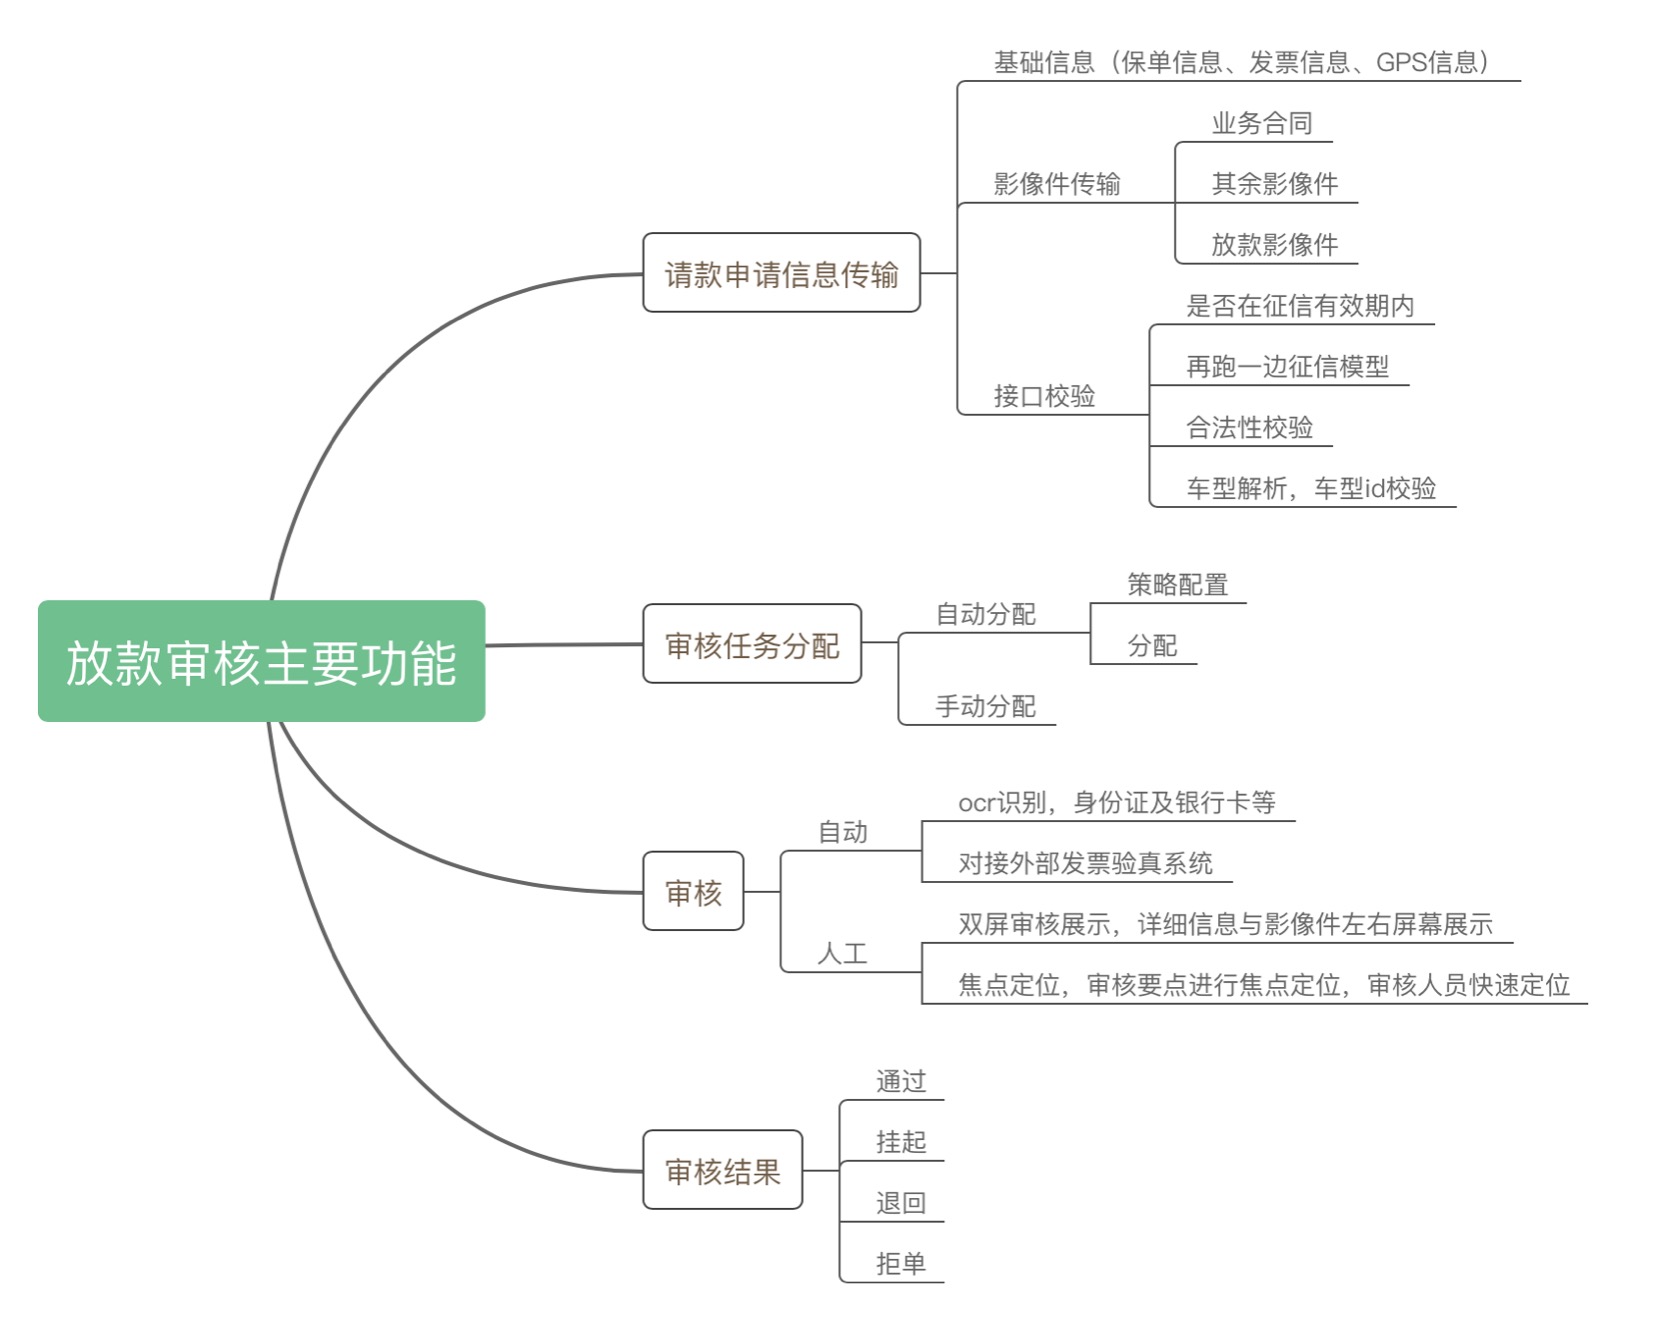 放款审核主要功能
请款申请信息传输
基础信息（保单信息、发票信息、GPS信息）
影像件传输
业务合同
其余影像件
放款影像件
接口校验
是否在征信有效期内
再跑一边征信模型
合法性校验
车型解析，车型id校验
审核任务分配
自动分配
策略配置
分配
手动分配
审核
自动
ocr识别，身份证及银行卡等
对接外部发票验真系统
人工
双屏审核展示，详细信息与影像件左右屏幕展示
焦点定位，审核要点进行焦点定位，审核人员快速定位
审核结果
通过
挂起
退回
拒单